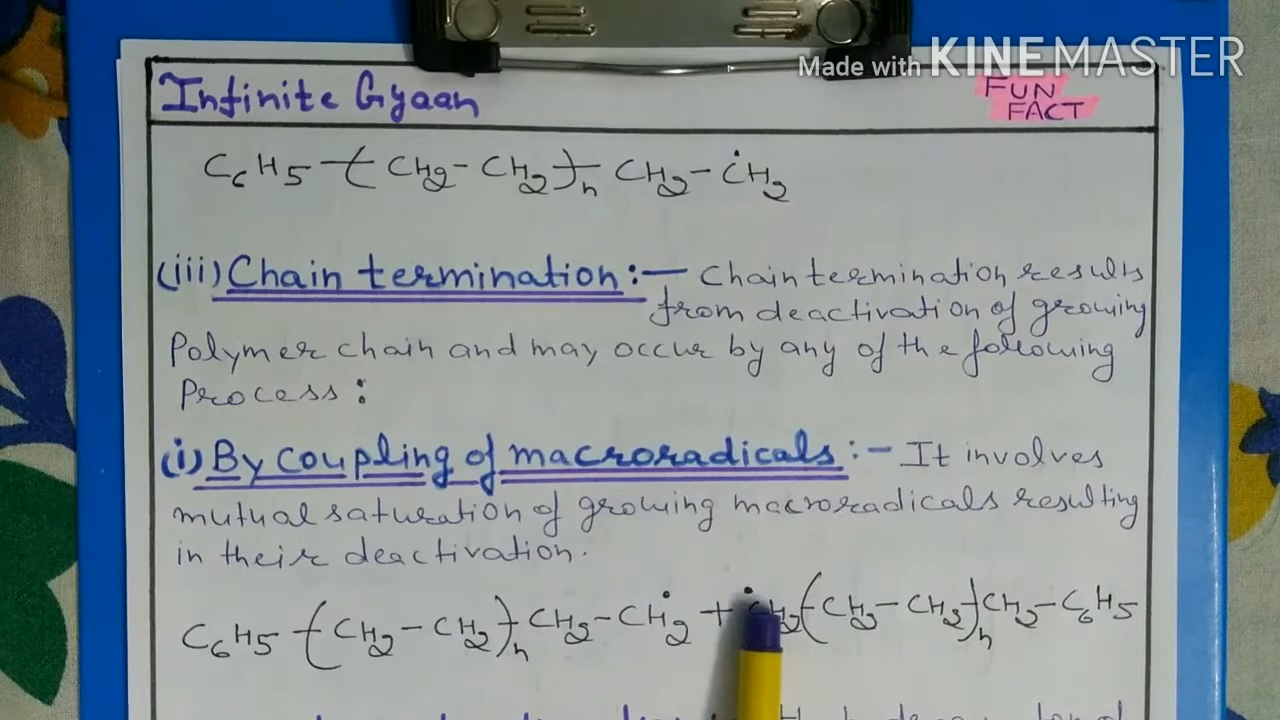 Made with KINEMASTER
Infinite Gyaan
FUN
FACT
C6H5-(CH2-CH2)n-CH2-ĊH2
(iii) Chain termination :- Chain termination results
from deactivation of growing
Polymer chain and may occur by any of the following
Process :
(i) By coupling of macroradicals :- It involves
mutual saturation of growing macroradicals resulting
in their deactivation.
C6H5-(CH2-CH2)n CH2-ĊH2 + ĊH2-(CH2-CH2)n CH2-C6H5